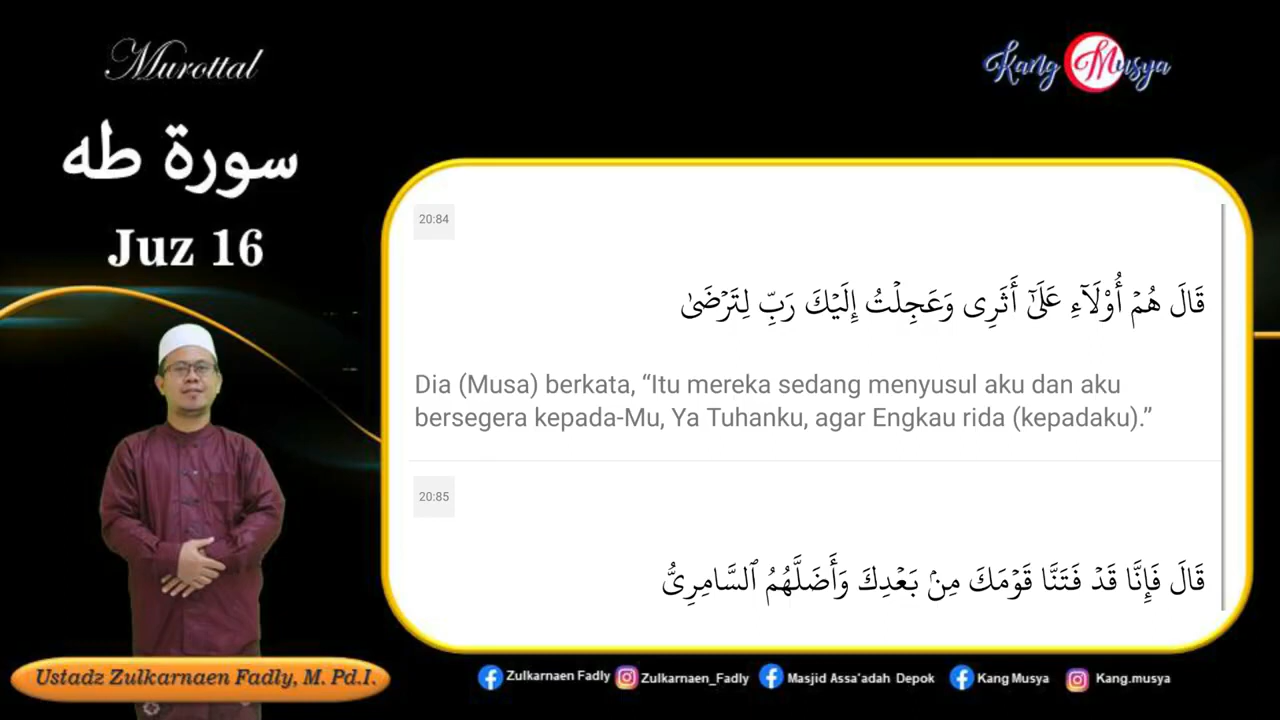 Murottal
سورة طه
Juz 16
Kang Musya
20:84
قَالَ هُمۡ أُوْلَآءِ عَلَىٰٓ أَثَرِى وَعَجِلۡتُ إِلَيۡكَ رَبِّ لِتَرۡضَىٰ
Dia (Musa) berkata, “Itu mereka sedang menyusul aku dan aku
bersegera kepada-Mu, Ya Tuhanku, agar Engkau rida (kepadaku).”
20:85
قَالَ فَإِنَّا قَدۡ فَتَنَّا قَوۡمَكَ مِنۢ بَعۡدِكَ وَأَضَلَّهُمُ ٱلسَّامِرِىُّ
Ustadz Zulkarnaen Fadly, M. Pd.I.
Zulkarnaen Fadly Zulkarnaen_Fadly Masjid Assa'adah Depok Kang Musya Kang.musya